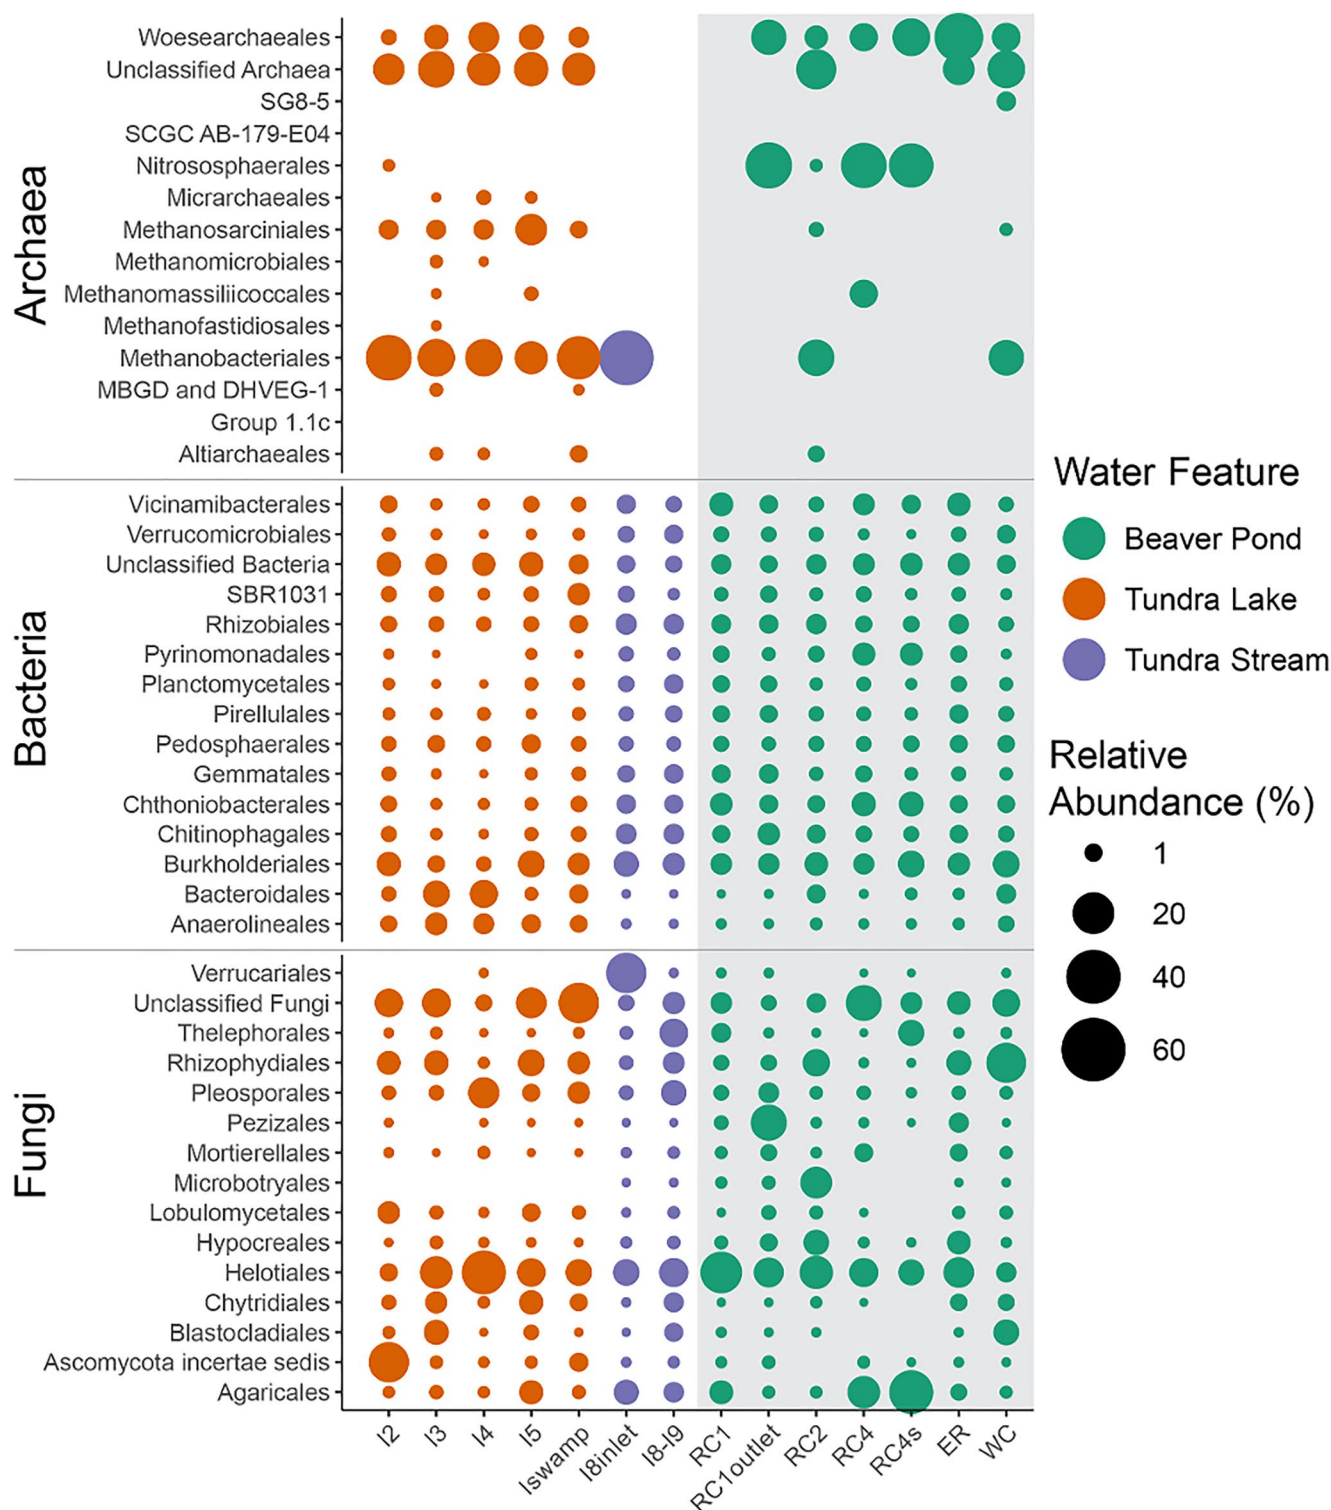 Archaea
Woesearchaeales
Unclassified Archaea
SG8-5
SCGC AB-179-E04
Nitrososphaerales
Micrarchaeales
Methanosarciniales
Methanomicrobiales
Methanomassiliicoccales
Methanofastidiosales
Methanobacteriales
MBGD and DHVEG-1
Group 1.1c
Altiarchaeales
Bacteria
Vicinamibacterales
Verrucomicrobiales
Unclassified Bacteria
SBR1031
Rhizobiales
Pyrinomonadales
Planctomycetales
Pirellulales
Pedosphaerales
Gemmatales
Chthoniobacterales
Chitinophagales
Burkholderiales
Bacteroidales
Anaerolineales
Fungi
Verrucariales
Unclassified Fungi
Thelephorales
Rhizophydiales
Pleosporales
Pezizales
Mortierellales
Microbotryales
Lobulomycetales
Hypocreales
Helotiales
Chytridiales
Blastocladiales
Ascomycota incertae sedis
Agaricales
I2
I3
I4
I5
Iswamp
I8inlet
I8-I9
RC1
RC1outlet
RC2
RC4
RC4s
ER
WC
Water Feature
Beaver Pond
Tundra Lake
Tundra Stream
Relative
Abundance (%)
1
20
40
60